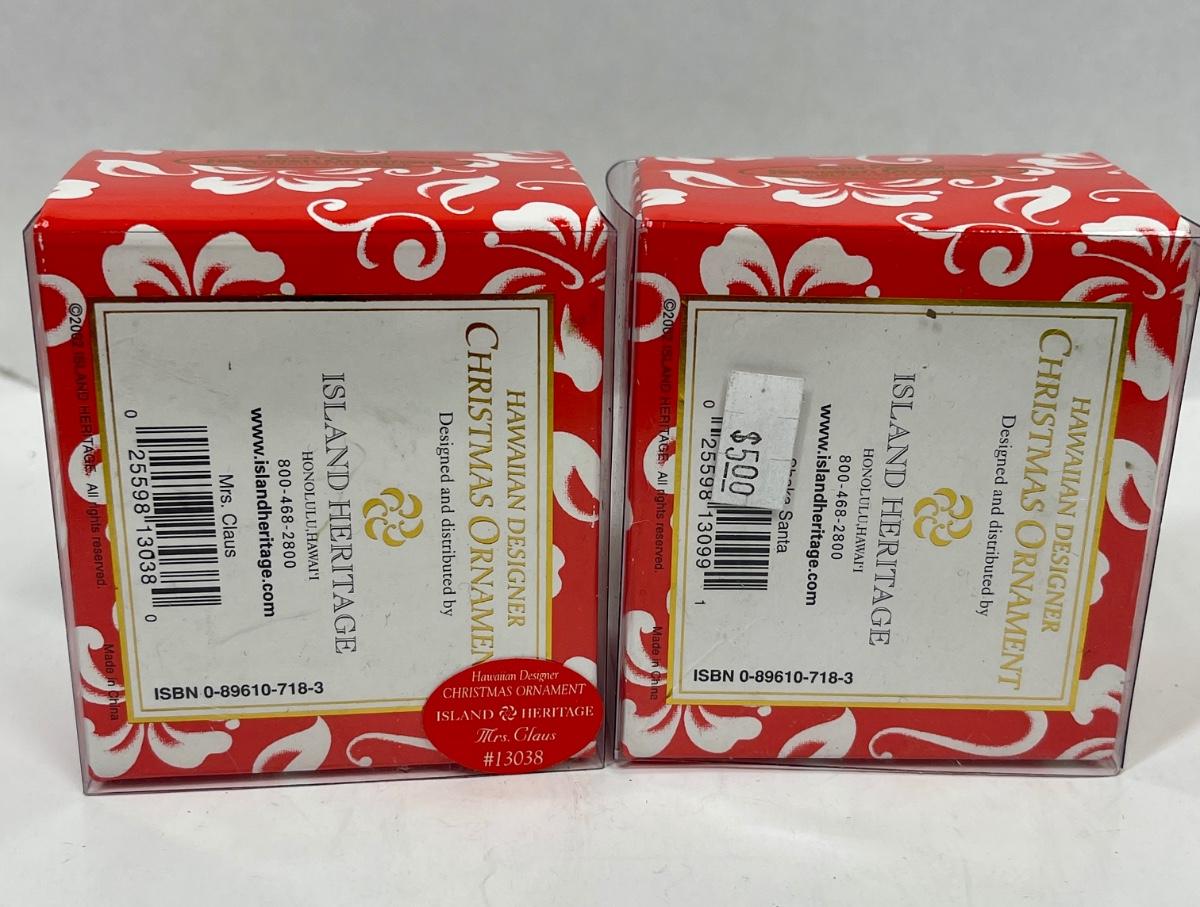 HAWAIIAN DESIGNER
CHRISTMAS ORNAMEN
Designed and distributed by
ISLAND HERITAGE
HONOLULU, HAWAI'I
800-468-2800
www.islandheritage.com
Mrs. Claus
0 25598 13038 0
ISBN 0-89610-718-3
ISLAND HERITAGE. All rights reserved.
Made in China
Hawaiian Designer
CHRISTMAS ORNAMENT
ISLAND HERITAGE
Mrs. Claus
#13038
HAWAIIAN DESIGNER
CHRISTMAS ORNAMENT
Designed and distributed by
ISLAND HERITAGE
HONOLULU, HAWAI'I
800-468-2800
www.islandheritage.com
Santa
$5.00
0 25598 13099 1
ISBN 0-89610-718-3
ISLAND HERITAGE. All rights reserved.
Made in China